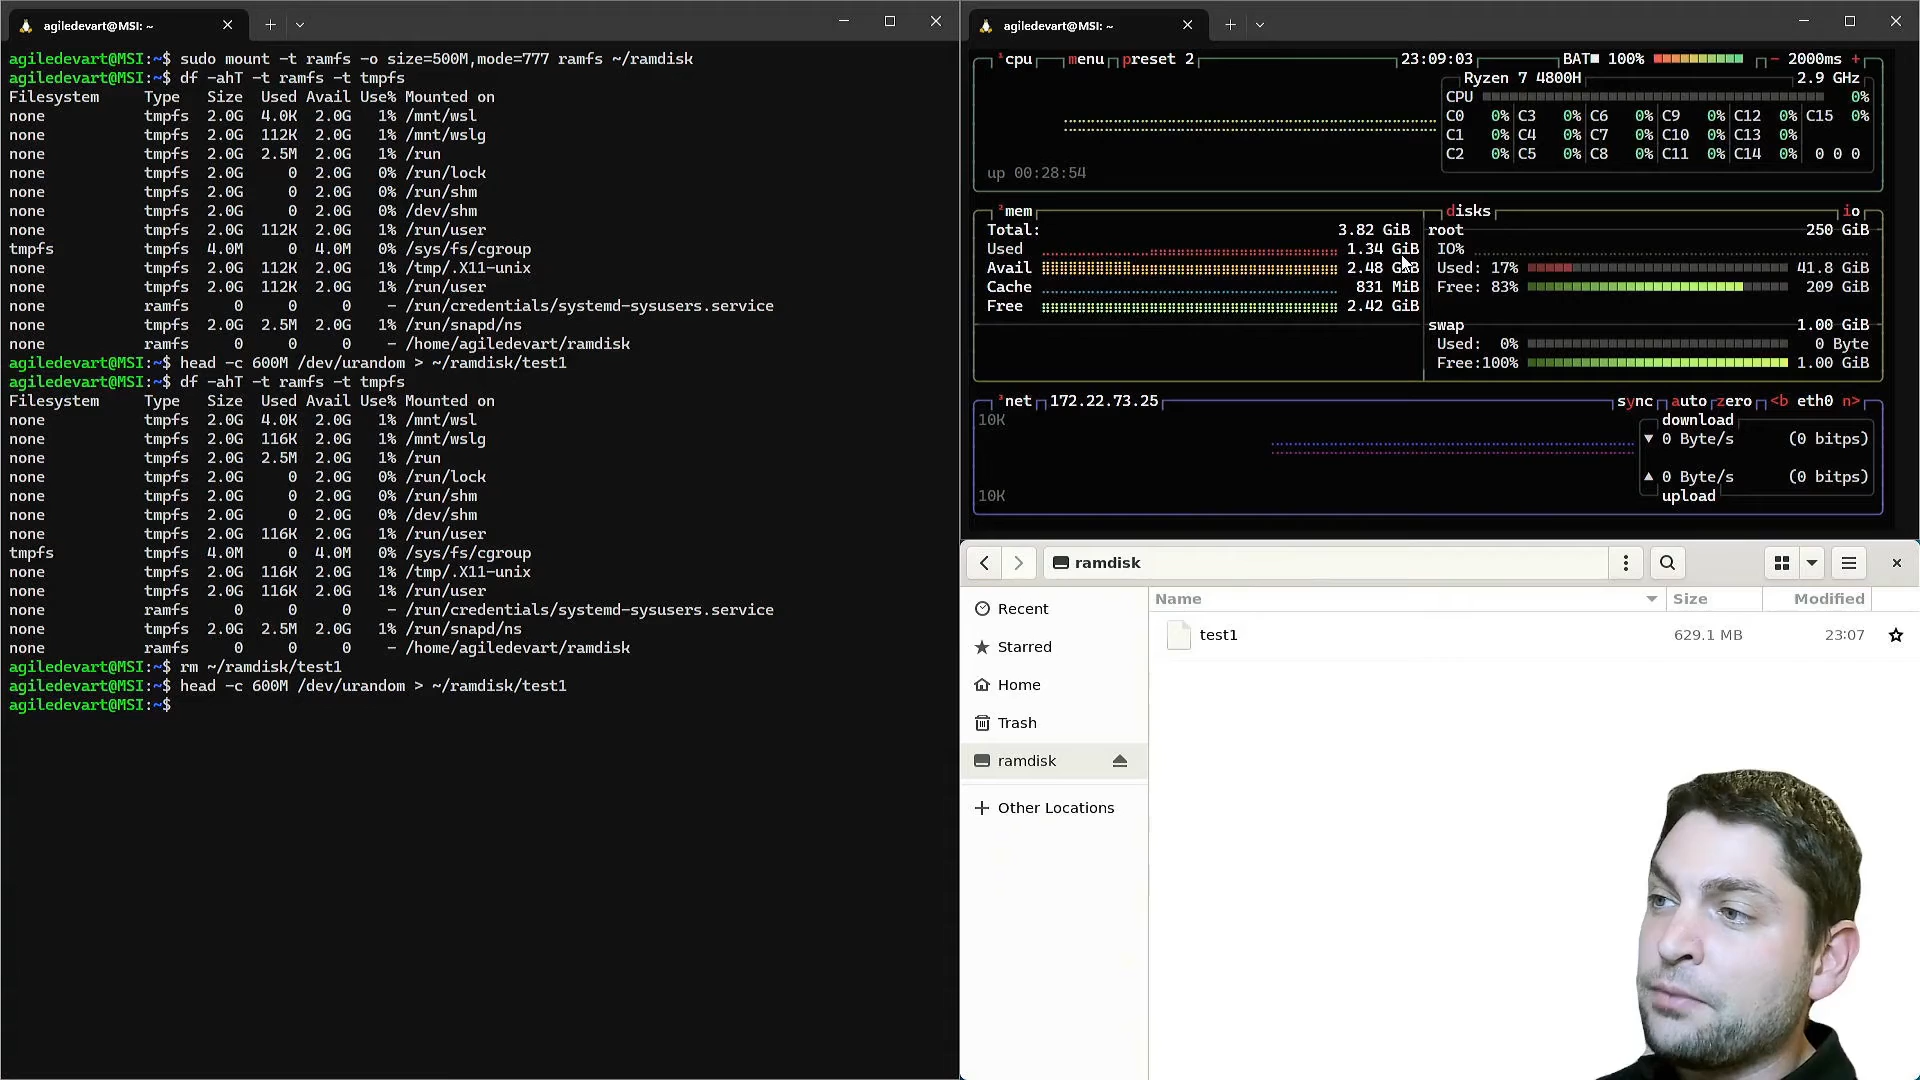 agiledevart@MSI: ~
agiledevart@MSI:~$ sudo mount -t ramfs -o size=500M,mode=777 ramfs ~/ramdisk
agiledevart@MSI:~$ df -ahT -t ramfs -t tmpfs
Filesystem Type Size Used Avail Use% Mounted on
none tmpfs 2.0G 4.0K 2.0G 1% /mnt/wsl
none tmpfs 2.0G 112K 2.0G 1% /mnt/wslg
none tmpfs 2.0G 2.5M 2.0G 1% /run
none tmpfs 2.0G 0 2.0G 0% /run/lock
none tmpfs 2.0G 0 2.0G 0% /run/shm
none tmpfs 2.0G 0 2.0G 0% /dev/shm
none tmpfs 2.0G 112K 2.0G 1% /run/user
tmpfs tmpfs 4.0M 0 4.0M 0% /sys/fs/cgroup
none tmpfs 2.0G 112K 2.0G 1% /tmp/.X11-unix
none tmpfs 2.0G 112K 2.0G 1% /run/user
none ramfs 0 0 0 - /run/credentials/systemd-sysusers.service
none tmpfs 2.0G 2.5M 2.0G 1% /run/snapd/ns
none ramfs 0 0 0 - /home/agiledevart/ramdisk
agiledevart@MSI:~$ head -c 600M /dev/urandom > ~/ramdisk/test1
agiledevart@MSI:~$ df -ahT -t ramfs -t tmpfs
Filesystem Type Size Used Avail Use% Mounted on
none tmpfs 2.0G 4.0K 2.0G 1% /mnt/wsl
none tmpfs 2.0G 116K 2.0G 1% /mnt/wslg
none tmpfs 2.0G 2.5M 2.0G 1% /run
none tmpfs 2.0G 0 2.0G 0% /run/lock
none tmpfs 2.0G 0 2.0G 0% /run/shm
none tmpfs 2.0G 0 2.0G 0% /dev/shm
none tmpfs 2.0G 116K 2.0G 1% /run/user
tmpfs tmpfs 4.0M 0 4.0M 0% /sys/fs/cgroup
none tmpfs 2.0G 116K 2.0G 1% /tmp/.X11-unix
none tmpfs 2.0G 116K 2.0G 1% /run/user
none ramfs 0 0 0 - /run/credentials/systemd-sysusers.service
none tmpfs 2.0G 2.5M 2.0G 1% /run/snapd/ns
none ramfs 0 0 0 - /home/agiledevart/ramdisk
agiledevart@MSI:~$ rm ~/ramdisk/test1
agiledevart@MSI:~$ head -c 600M /dev/urandom > ~/ramdisk/test1
agiledevart@MSI:~$
agiledevart@MSI: ~
¹cpu menu preset 2 23:09:03 BAT■ 100% - 2000ms +
Ryzen 7 4800H 2.9 GHz
CPU 0%
C0 0% C3 0% C6 0% C9 0% C12 0% C15 0%
C1 0% C4 0% C7 0% C10 0% C13 0%
C2 0% C5 0% C8 0% C11 0% C14 0% 0 0 0
up 00:28:54
²mem
Total: 3.82 GiB
Used 1.34 GiB
Avail 2.48 GiB
Cache 831 MiB
Free 2.42 GiB
disks io
root 250 GiB
IO%
Used: 17% 41.8 GiB
Free: 83% 209 GiB
swap 1.00 GiB
Used: 0% 0 Byte
Free:100% 1.00 GiB
³net 172.22.73.25 sync auto zero <b eth0 n>
10K
download
▼ 0 Byte/s (0 bitps)
▲ 0 Byte/s (0 bitps)
upload
10K
ramdisk
Recent
Starred
Home
Trash
ramdisk
Other Locations
Name Size Modified
test1 629.1 MB 23:07